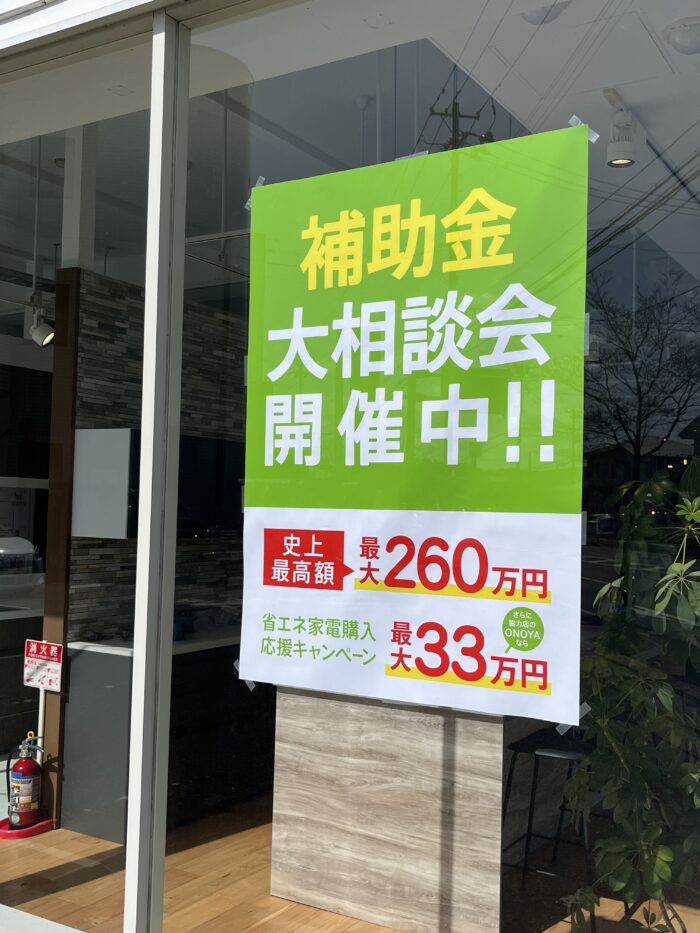 補助金
大相談会
開催中!!
史上
最高額
最大260万円
省エネ家電購入
応援キャンペーン
最大33万円
さらに
協力店の
ONOYA
なら
消火器